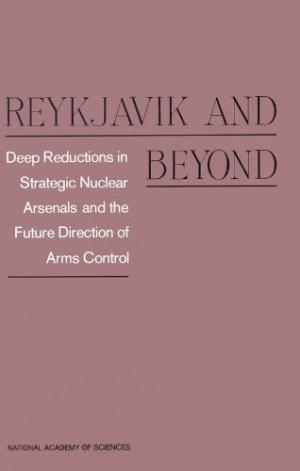 REYKJAVIK AND
BEYOND
Deep Reductions in
Strategic Nuclear
Arsenals and the
Future Direction of
Arms Control
NATIONAL ACADEMY OF SCIENCES